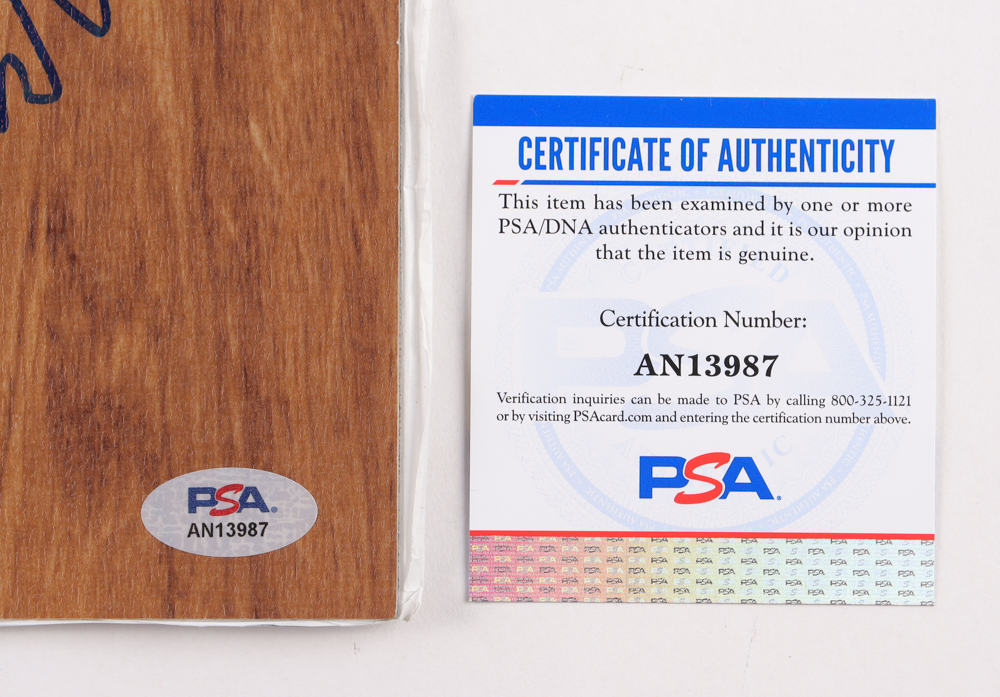 PSA
AN13987
CERTIFICATE OF AUTHENTICITY
This item has been examined by one or more
PSA/DNA authenticators and it is our opinion
that the item is genuine.
Certification Number:
AN13987
Verification inquiries can be made to PSA by calling 800-325-1121
or by visiting PSAcard.com and entering the certification number above.
PSA